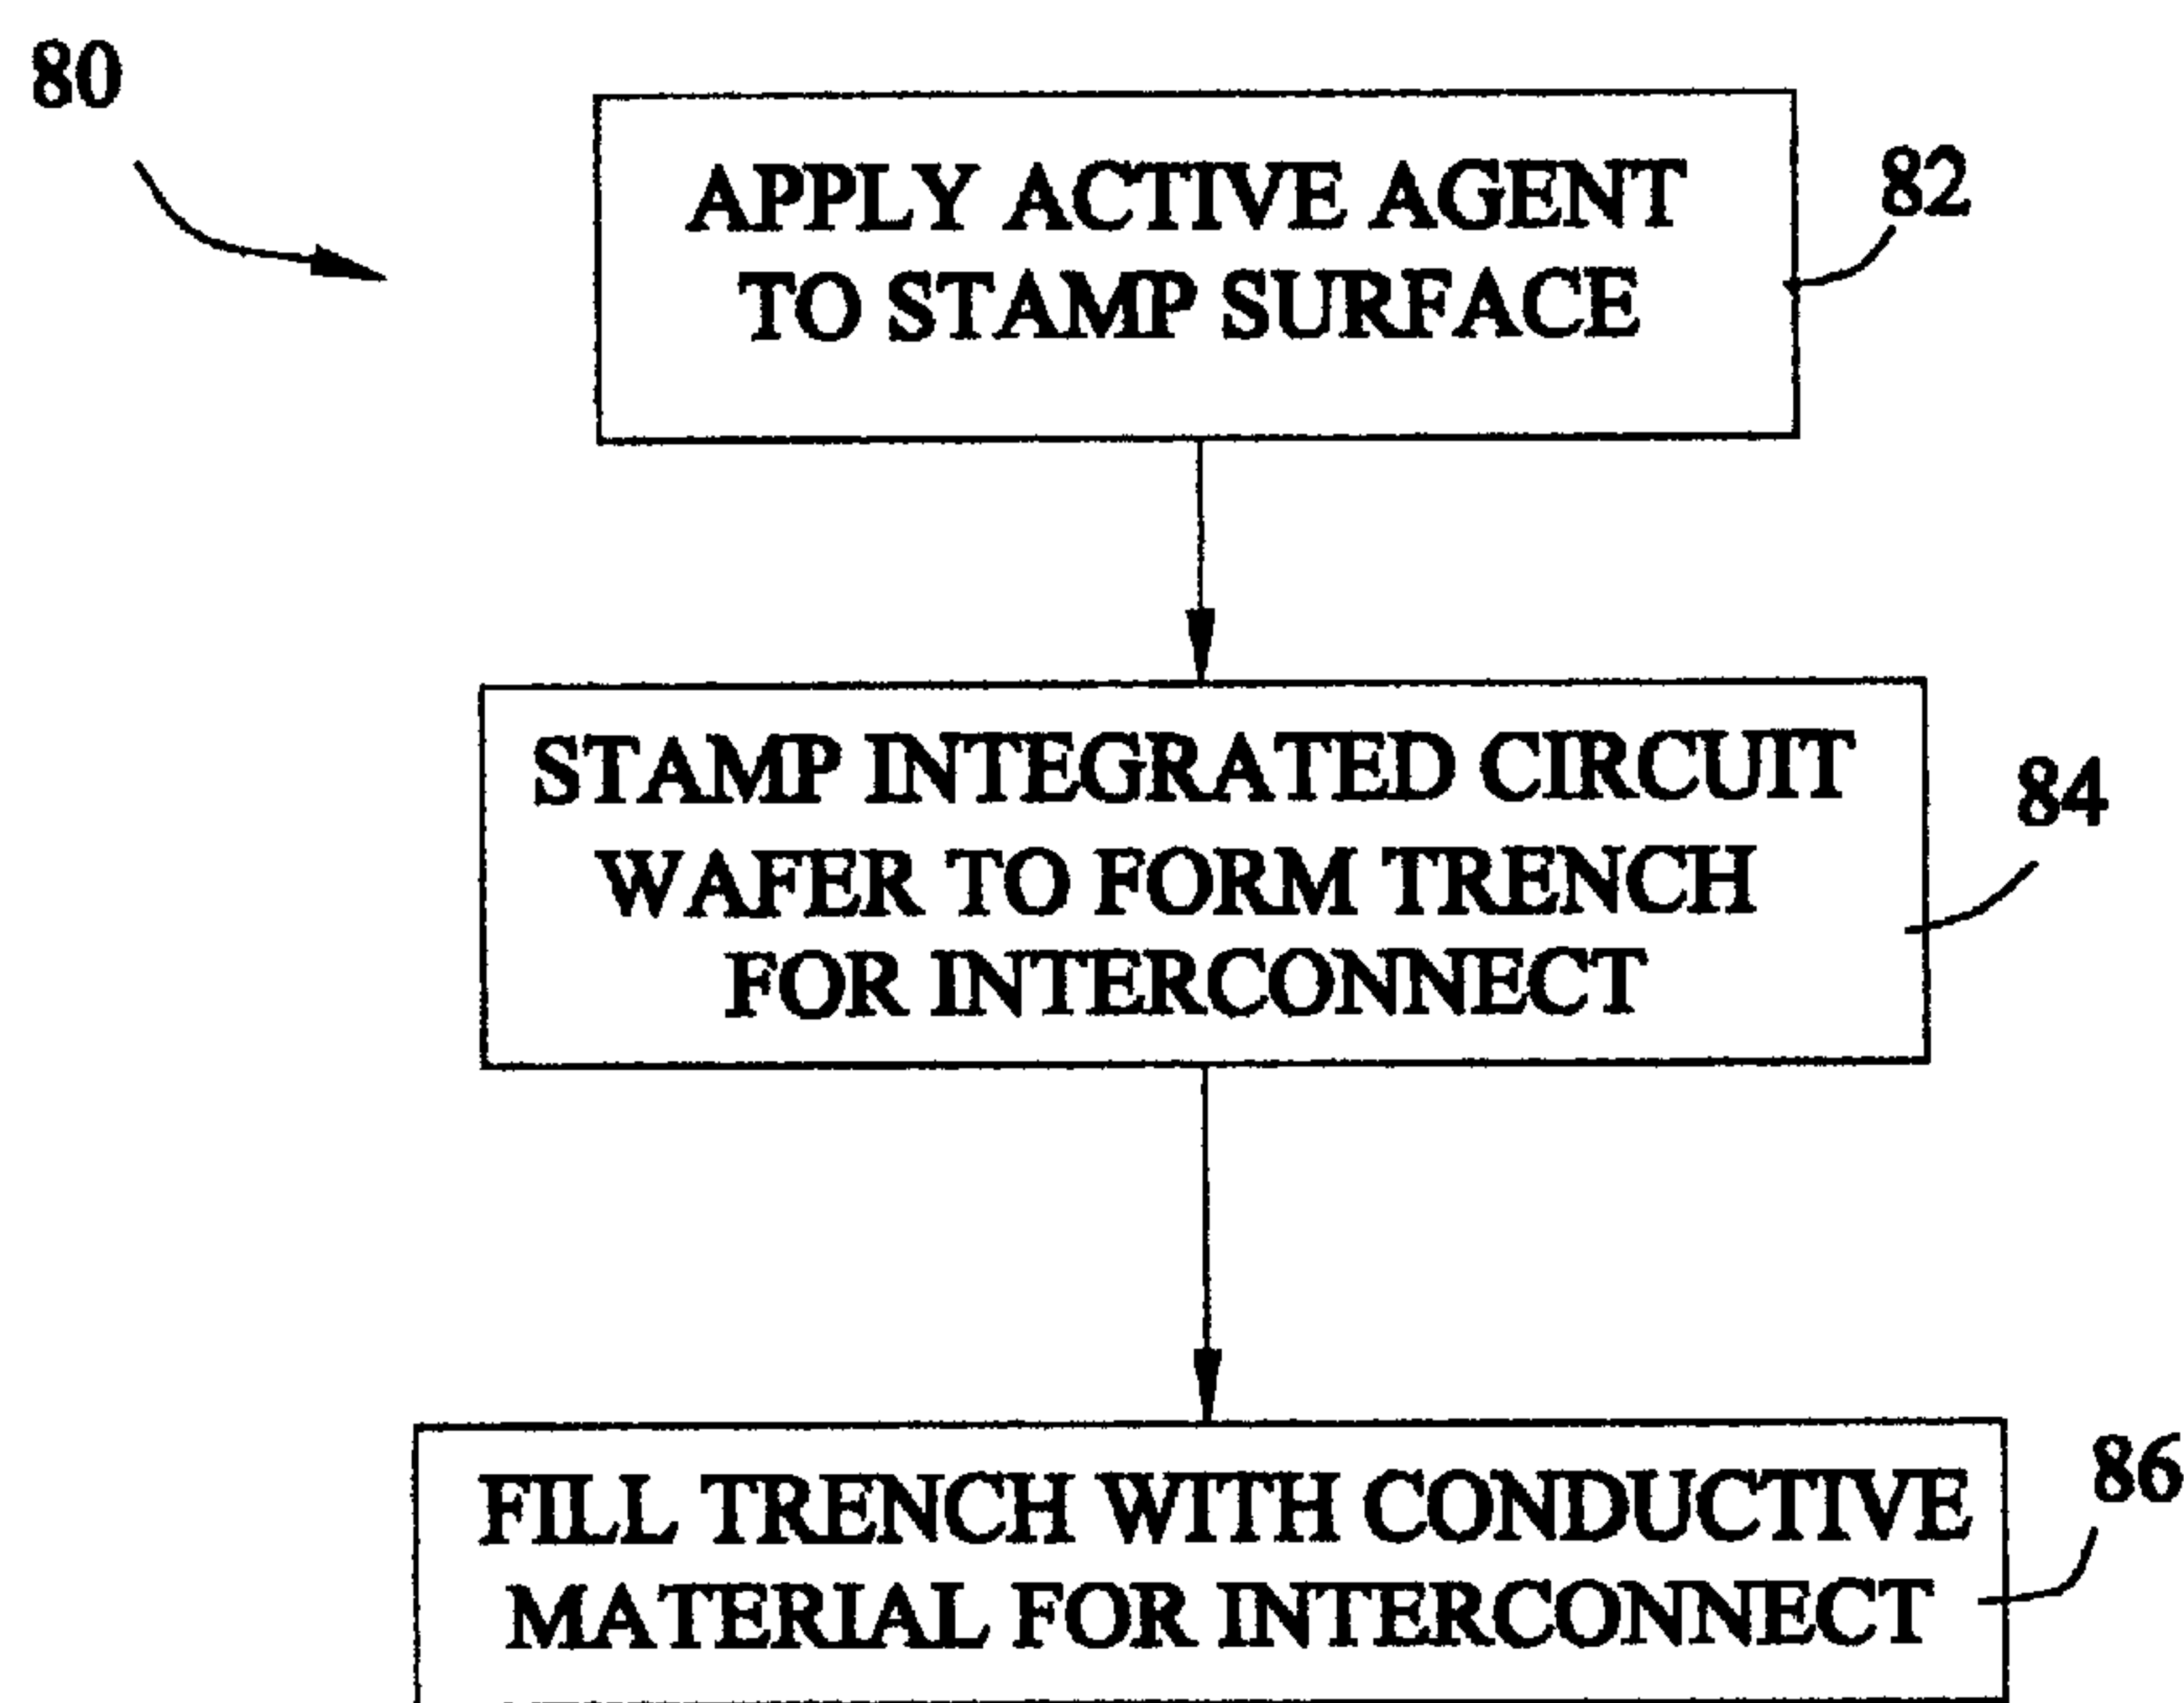 80
APPLY ACTIVE AGENT
TO STAMP SURFACE
82
STAMP INTEGRATED CIRCUIT
WAFER TO FORM TRENCH
FOR INTERCONNECT
84
FILL TRENCH WITH CONDUCTIVE
MATERIAL FOR INTERCONNECT
86